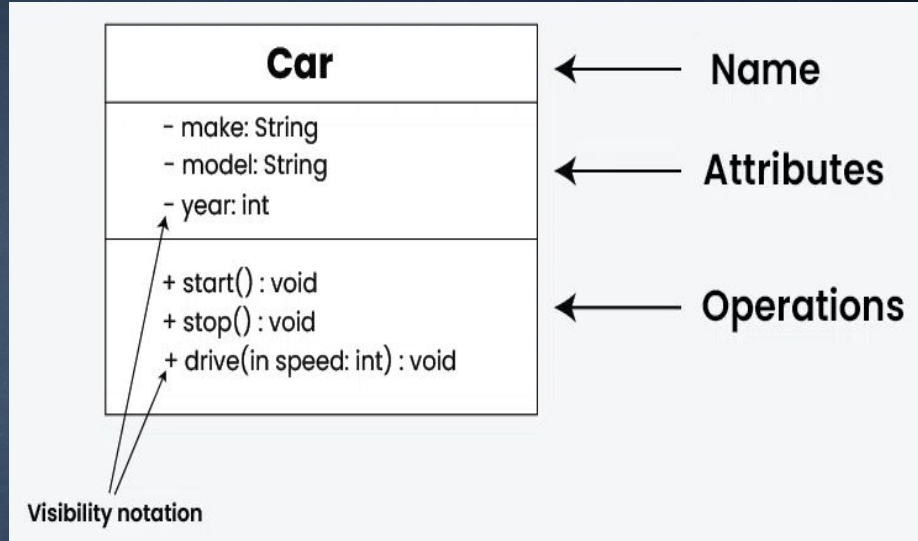 Car
Name
- make: String
- model: String
Attributes
- year: int
+ start() : void
+ stop() : void
Operations
+ drive(in speed: int) : void
Visibility notation